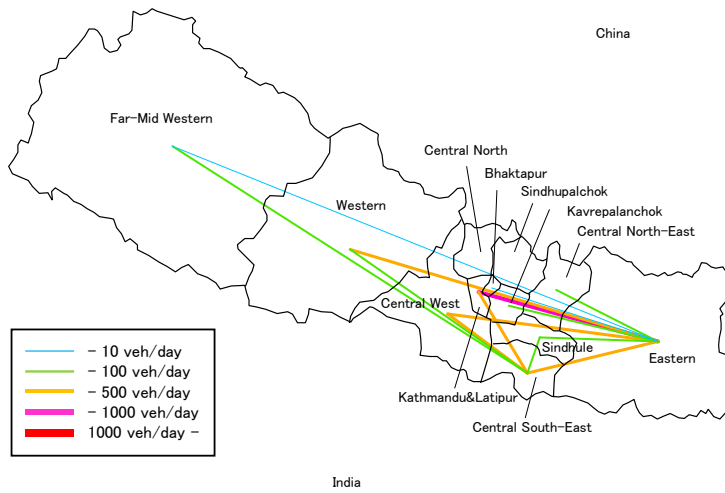 China
Far-Mid Western
Central North
Bhaktapur
Sindhupalchok
Western
Kavrepalanchok
Central North-East
Central West
Sindhule
Eastern
Kathmandu&Latipur
Central South-East
- 10 veh/day
- 100 veh/day
- 500 veh/day
- 1000 veh/day
1000 veh/day -
India